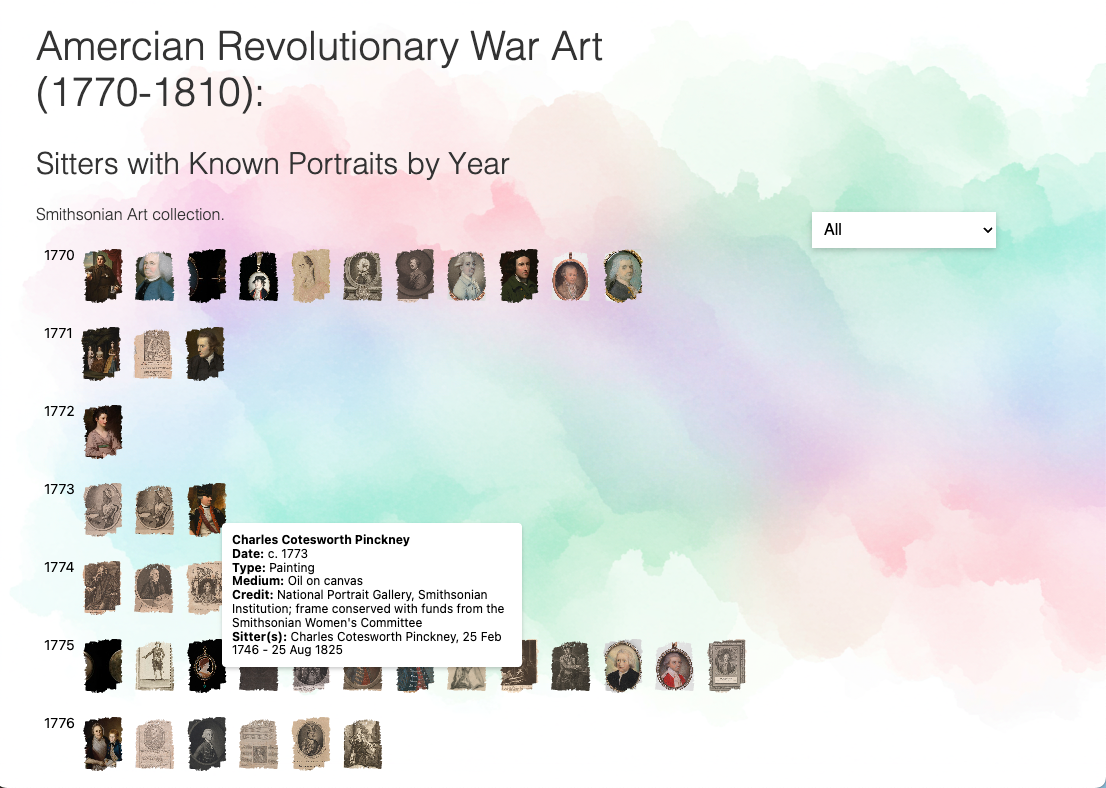 Amercian Revolutionary War Art
(1770-1810):
Sitters with Known Portraits by Year
Smithsonian Art collection.
All
1770
1771
1772
1773
Charles Cotesworth Pinckney
Date: c. 1773
Type: Painting
Medium: Oil on canvas
Credit: National Portrait Gallery, Smithsonian
Institution; frame conserved with funds from the
Smithsonian Women's Committee
Sitter(s): Charles Cotesworth Pinckney, 25 Feb
1746 - 25 Aug 1825
1774
1775
1776